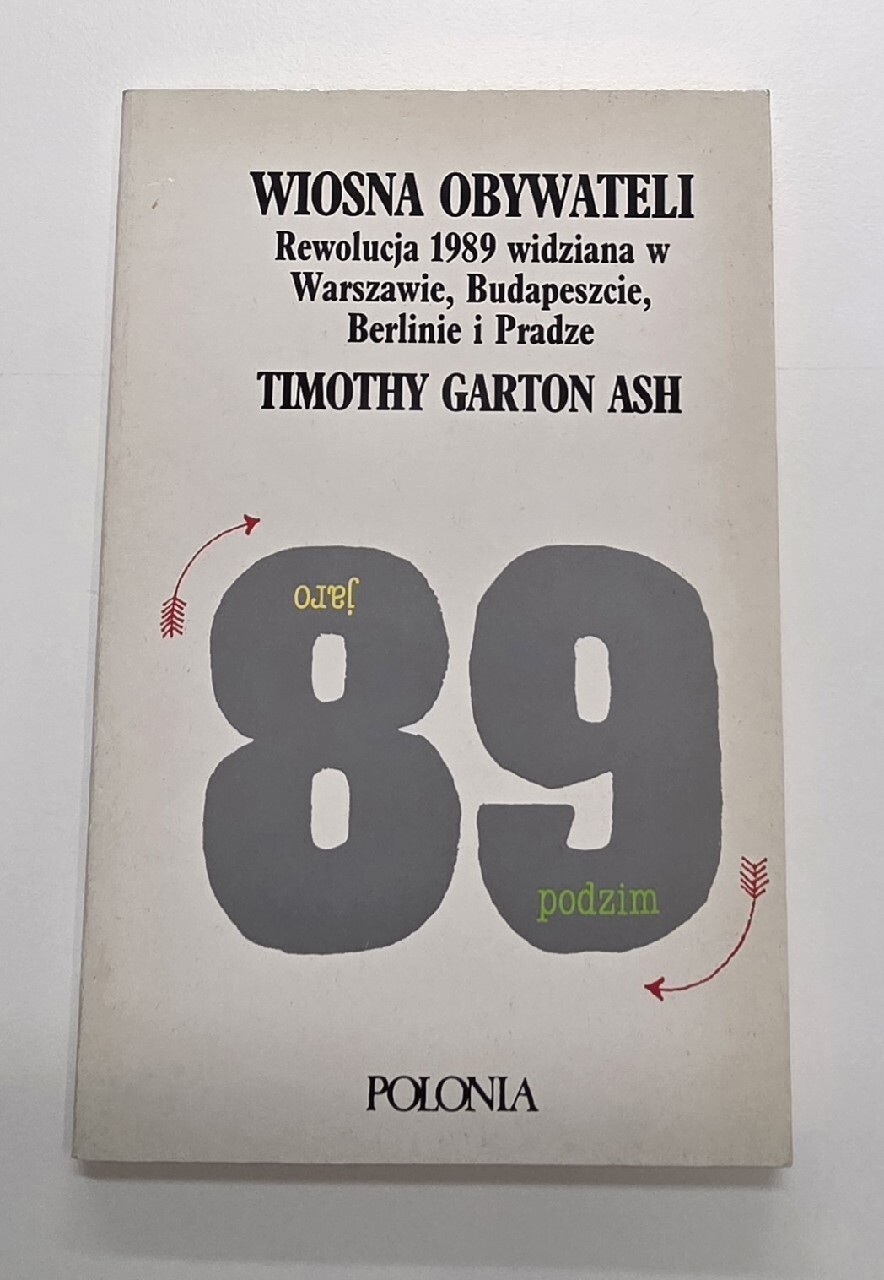 WIOSNA OBYWATELI
Rewolucja 1989 widziana w
Warszawie, Budapeszcie,
Berlinie i Pradze
TIMOTHY GARTON ASH
jaro
89
podzim
POLONIA